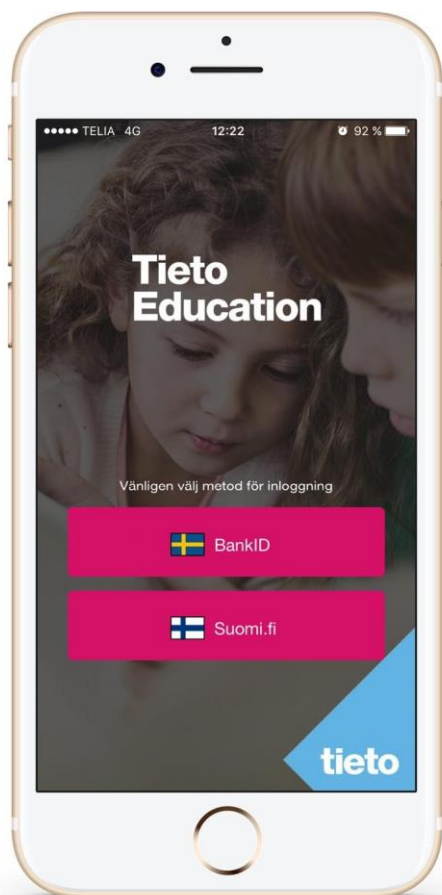 TELIA 4G 12:22 92 %
Tieto
Education
Vänligen välj metod för inloggning
BankID
Suomi.fi
tieto